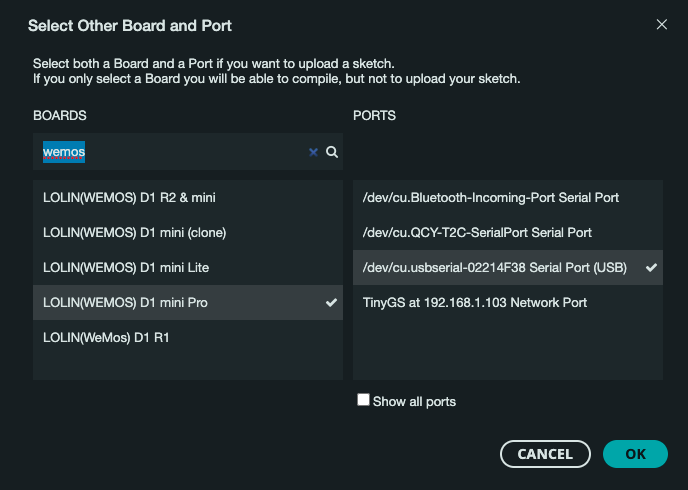 Select Other Board and Port
Select both a Board and a Port if you want to upload a sketch.
If you only select a Board you will be able to compile, but not to upload your sketch.
BOARDS
wemos
LOLIN(WEMOS) D1 R2 & mini
LOLIN(WEMOS) D1 mini (clone)
LOLIN(WEMOS) D1 mini Lite
LOLIN(WEMOS) D1 mini Pro
LOLIN(WeMos) D1 R1
PORTS
/dev/cu.Bluetooth-Incoming-Port Serial Port
/dev/cu.QCY-T2C-SerialPort Serial Port
/dev/cu.usbserial-02214F38 Serial Port (USB)
TinyGS at 192.168.1.103 Network Port
Show all ports
CANCEL
OK